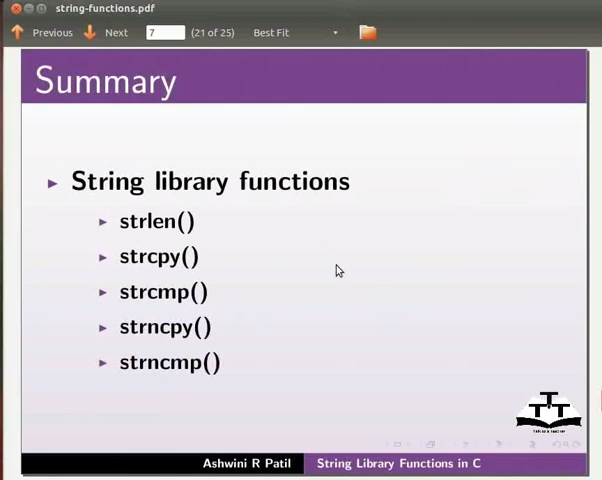 string-functions.pdf
Previous Next 7 (21 of 25) Best Fit
Summary
String library functions
strlen()
strcpy()
strcmp()
strncpy()
strncmp()
Ashwini R Patil String Library Functions in C